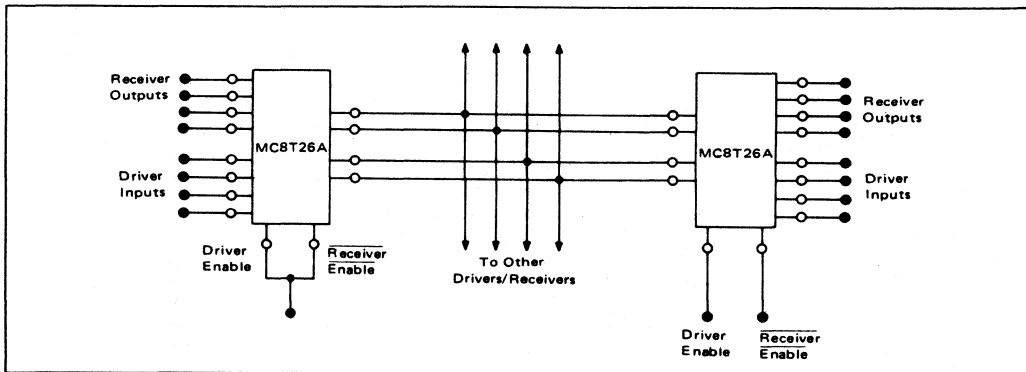 Receiver
Outputs
MC8T26A
Driver
Inputs
Driver
Enable
Receiver
Enable
To Other
Drivers/Receivers
MC8T26A
Receiver
Outputs
Driver
Inputs
Driver
Enable
Receiver
Enable